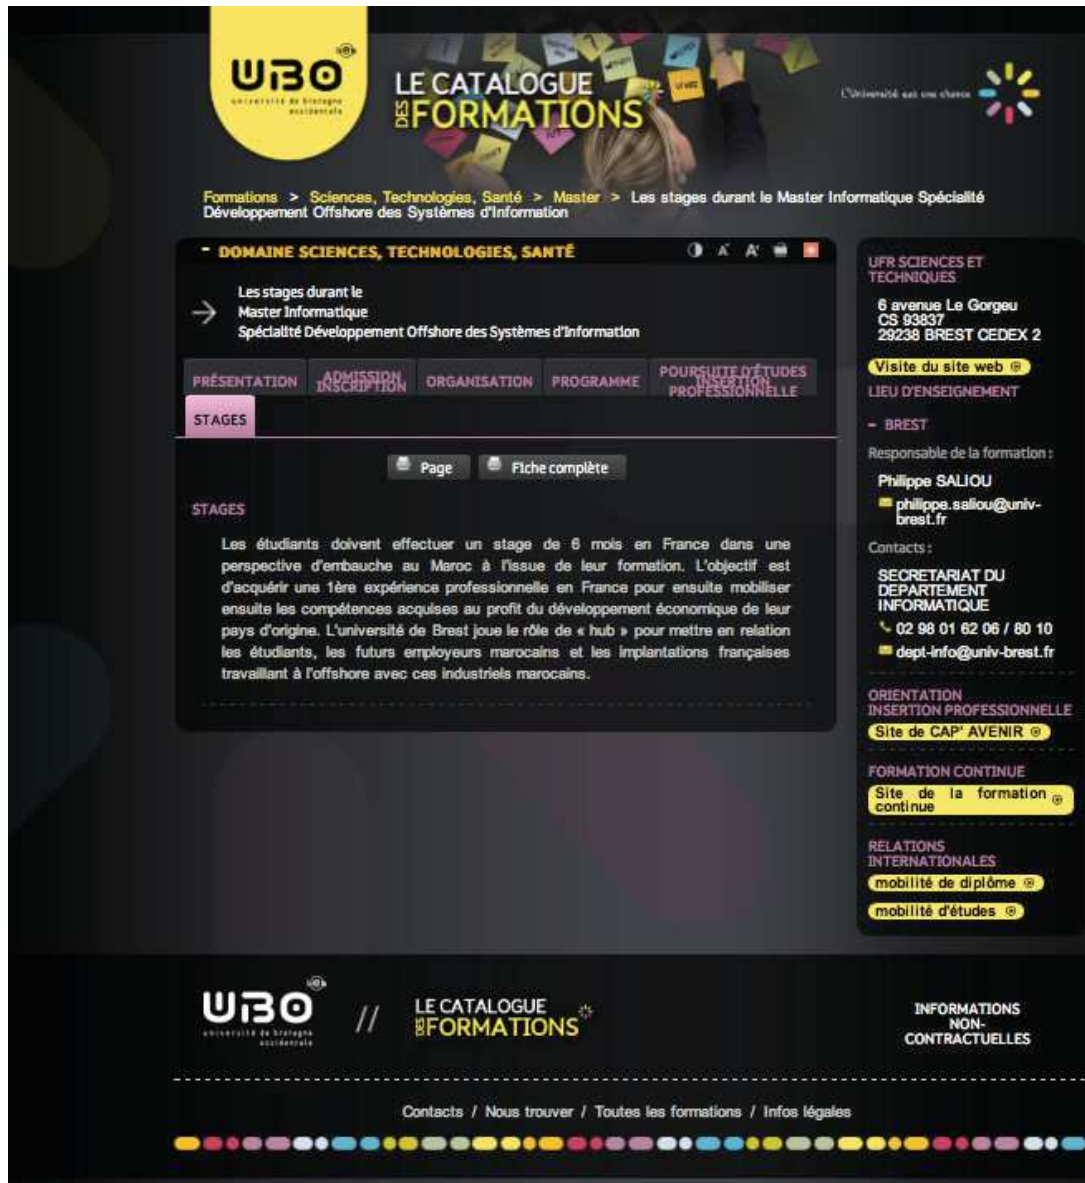 UBO
université de bretagne
occidentale
LE CATALOGUE
DES FORMATIONS
L'Université est une chance
Formations > Sciences, Technologies, Santé > Master > Les stages durant le Master Informatique Spécialité
Développement Offshore des Systèmes d'Information
- DOMAINE SCIENCES, TECHNOLOGIES, SANTÉ
Les stages durant le
Master Informatique
Spécialité Développement Offshore des Systèmes d'Information
PRÉSENTATION
ADMISSION
INSCRIPTION
ORGANISATION
PROGRAMME
POURSUITE D'ÉTUDES
INSERTION
PROFESSIONNELLE
STAGES
Page
Fiche complète
STAGES
Les étudiants doivent effectuer un stage de 6 mois en France dans une
perspective d'embauche au Maroc à l'issue de leur formation. L'objectif est
d'acquérir une 1ère expérience professionnelle en France pour ensuite mobiliser
ensuite les compétences acquises au profit du développement économique de leur
pays d'origine. L'université de Brest joue le rôle de « hub » pour mettre en relation
les étudiants, les futurs employeurs marocains et les implantations françaises
travaillant à l'offshore avec ces industriels marocains.
UFR SCIENCES ET
TECHNIQUES
6 avenue Le Gorgeu
CS 93837
29238 BREST CEDEX 2
Visite du site web
LIEU D'ENSEIGNEMENT
- BREST
Responsable de la formation :
Philippe SALIOU
philippe.saliou@univ-
brest.fr
Contacts :
SECRETARIAT DU
DEPARTEMENT
INFORMATIQUE
02 98 01 62 06 / 80 10
dept-info@univ-brest.fr
ORIENTATION
INSERTION PROFESSIONNELLE
Site de CAP' AVENIR
FORMATION CONTINUE
Site de la formation
continue
RELATIONS
INTERNATIONALES
mobilité de diplôme
mobilité d'études
UBO
université de bretagne
occidentale
//
LE CATALOGUE
DES FORMATIONS
INFORMATIONS
NON-
CONTRACTUELLES
Contacts / Nous trouver / Toutes les formations / Infos légales